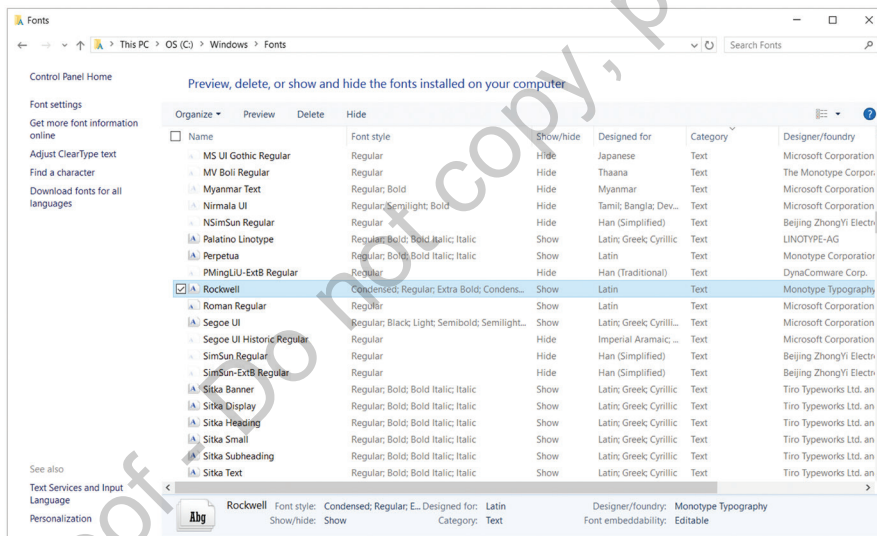 Fonts
This PC > OS (C:) > Windows > Fonts
Search Fonts
Control Panel Home
Font settings
Get more font information
online
Adjust ClearType text
Find a character
Download fonts for all
languages
See also
Text Services and Input
Language
Personalization
Preview, delete, or show and hide the fonts installed on your computer
Organize Preview Delete Hide
Name Font style Show/hide Designed for Category Designer/foundry
MS UI Gothic Regular Regular Hide Japanese Text Microsoft Corporation
MV Boli Regular Regular Hide Thaana Text The Monotype Corpor
Myanmar Text Regular; Bold Hide Myanmar Text Microsoft Corporation
Nirmala UI Regular; Semilight; Bold Hide Tamil; Bangla; Dev... Text Microsoft Corporation
NSimSun Regular Regular Hide Han (Simplified) Text Beijing ZhongYi Electr
Palatino Linotype Regular; Bold; Bold Italic; Italic Show Latin; Greek; Cyrillic Text LINOTYPE-AG
Perpetua Regular; Bold; Bold Italic; Italic Show Latin Text Monotype Corporation
PMingLiU-ExtB Regular Regular Hide Han (Traditional) Text DynaComware Corp.
Rockwell Condensed; Regular; Extra Bold; Condens... Show Latin Text Monotype Typography
Roman Regular Regular Show Latin Text Microsoft Corporation
Segoe UI Regular; Black; Light; Semibold; Semilight... Show Latin; Greek; Cyrilli... Text Microsoft Corporation
Segoe UI Historic Regular Regular Hide Imperial Aramaic; ... Text Microsoft Corporation
SimSun Regular Regular Hide Han (Simplified) Text Beijing ZhongYi Electr
SimSun-ExtB Regular Regular Hide Han (Simplified) Text Beijing ZhongYi Electr
Sitka Banner Regular; Bold; Bold Italic; Italic Show Latin; Greek; Cyrillic Text Tiro Typeworks Ltd. an
Sitka Display Regular; Bold; Bold Italic; Italic Show Latin; Greek; Cyrillic Text Tiro Typeworks Ltd. an
Sitka Heading Regular; Bold; Bold Italic; Italic Show Latin; Greek; Cyrillic Text Tiro Typeworks Ltd. an
Sitka Small Regular; Bold; Bold Italic; Italic Show Latin; Greek; Cyrillic Text Tiro Typeworks Ltd. an
Sitka Subheading Regular; Bold; Bold Italic; Italic Show Latin; Greek; Cyrillic Text Tiro Typeworks Ltd. an
Sitka Text Regular; Bold; Bold Italic; Italic Show Latin; Greek; Cyrillic Text Tiro Typeworks Ltd. an
Abg
Rockwell Font style: Condensed; Regular; E... Designed for: Latin Designer/foundry: Monotype Typography
Show/hide: Show Category: Text Font embeddability: Editable
Do not copy,